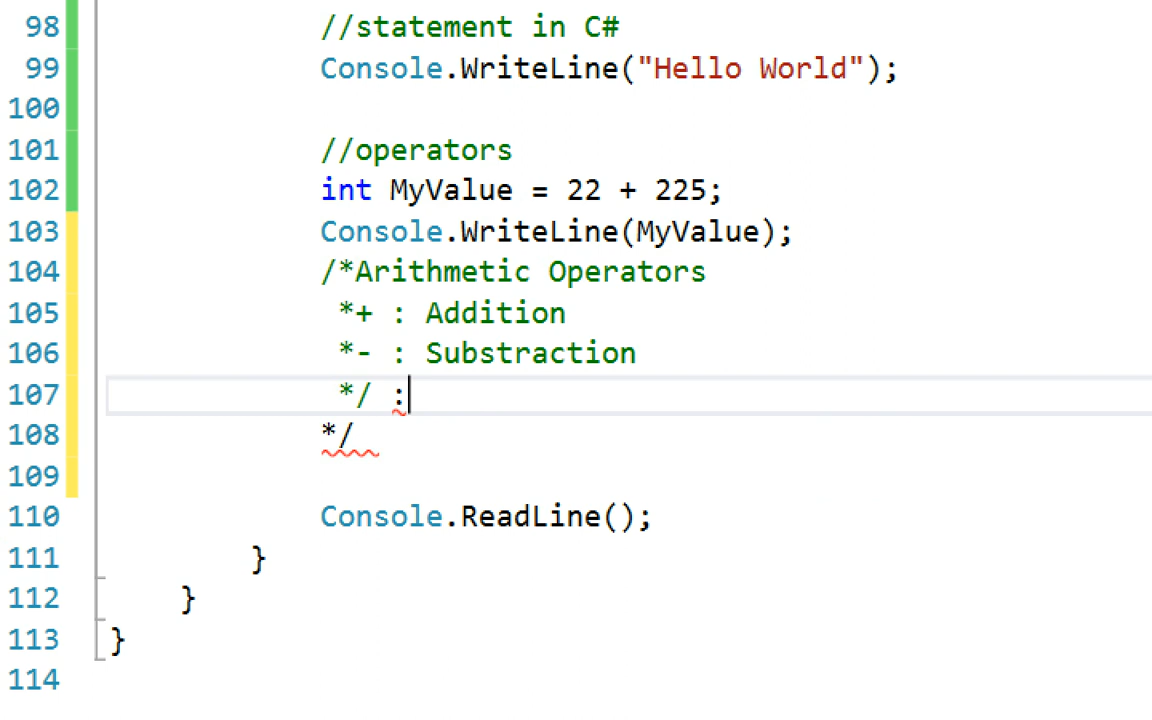 98 //statement in C#
99 Console.WriteLine("Hello World");
100
101 //operators
102 int MyValue = 22 + 225;
103 Console.WriteLine(MyValue);
104 /*Arithmetic Operators
105 *+ : Addition
106 *- : Substraction
107 */ :
108 */
109
110 Console.ReadLine();
111 }
112 }
113 }
114